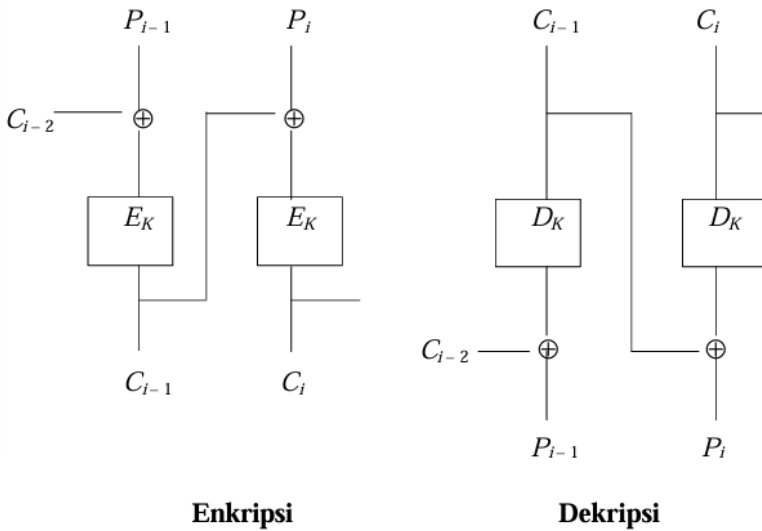 P_{i-1} P_i C_{i-1} C_i
C_{i-2} ⊕ ⊕
E_K E_K D_K D_K
C_{i-2} ⊕ ⊕
C_{i-1} C_i
P_{i-1} P_i
Enkripsi Dekripsi